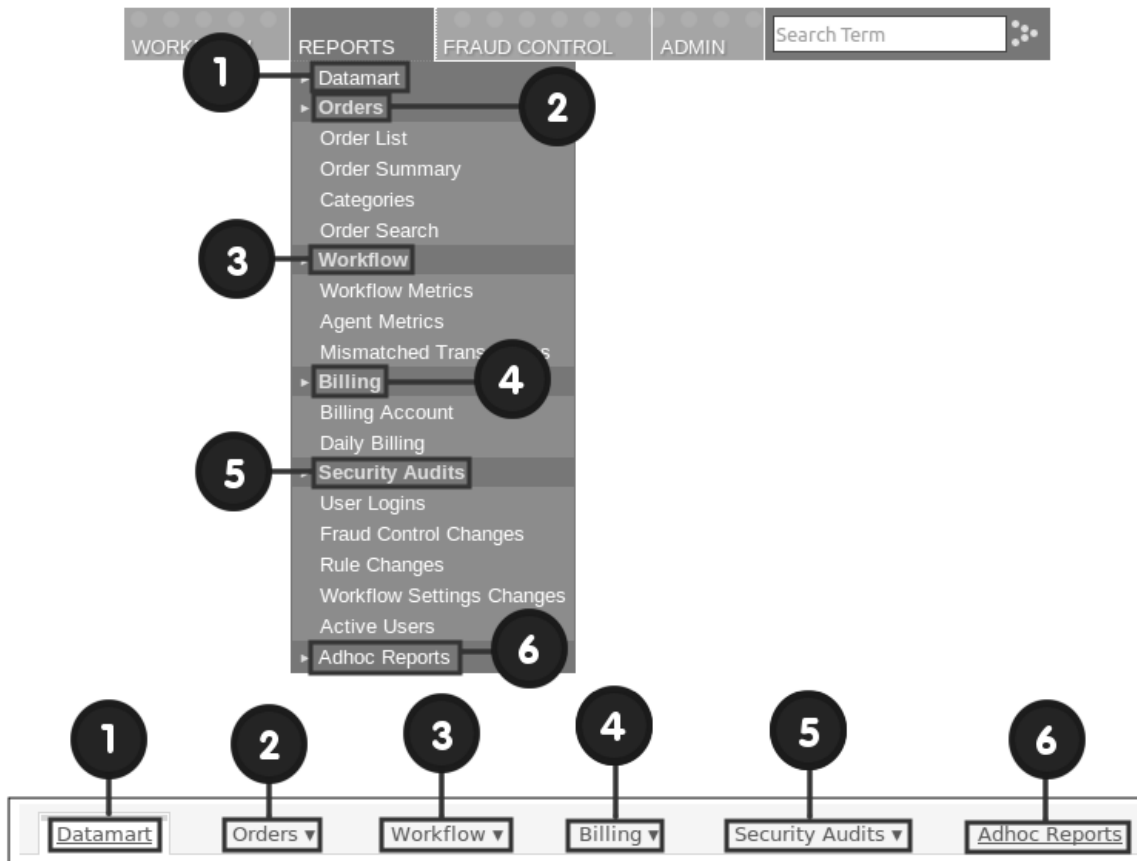 REPORTS FRAUD CONTROL ADMIN Search Term
1
Datamart
Orders
2
Order List
Order Summary
Categories
Order Search
3
Workflow
Workflow Metrics
Agent Metrics
Mismatched
Billing
4
Billing Account
Daily Billing
5
Security Audits
User Logins
Fraud Control Changes
Rule Changes
Workflow Settings Changes
Active Users
Adhoc Reports
6
1 2 3 4 5 6
Datamart Orders ▾ Workflow ▾ Billing ▾ Security Audits ▾ Adhoc Reports